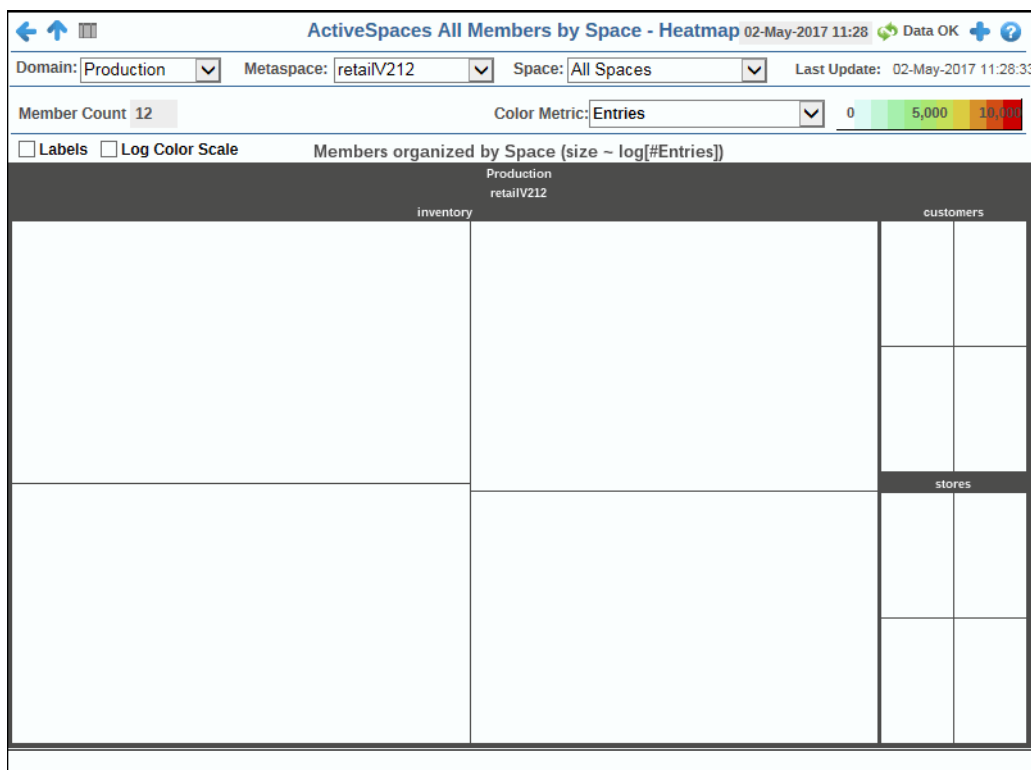 ActiveSpaces All Members by Space - Heatmap 02-May-2017 11:28 Data OK
Domain: Production Metaspace: retailV212 Space: All Spaces Last Update: 02-May-2017 11:28:33
Member Count 12 Color Metric: Entries 0 5,000 10,000
Labels Log Color Scale Members organized by Space (size ~ log[#Entries])
Production
retailV212
inventory customers
stores